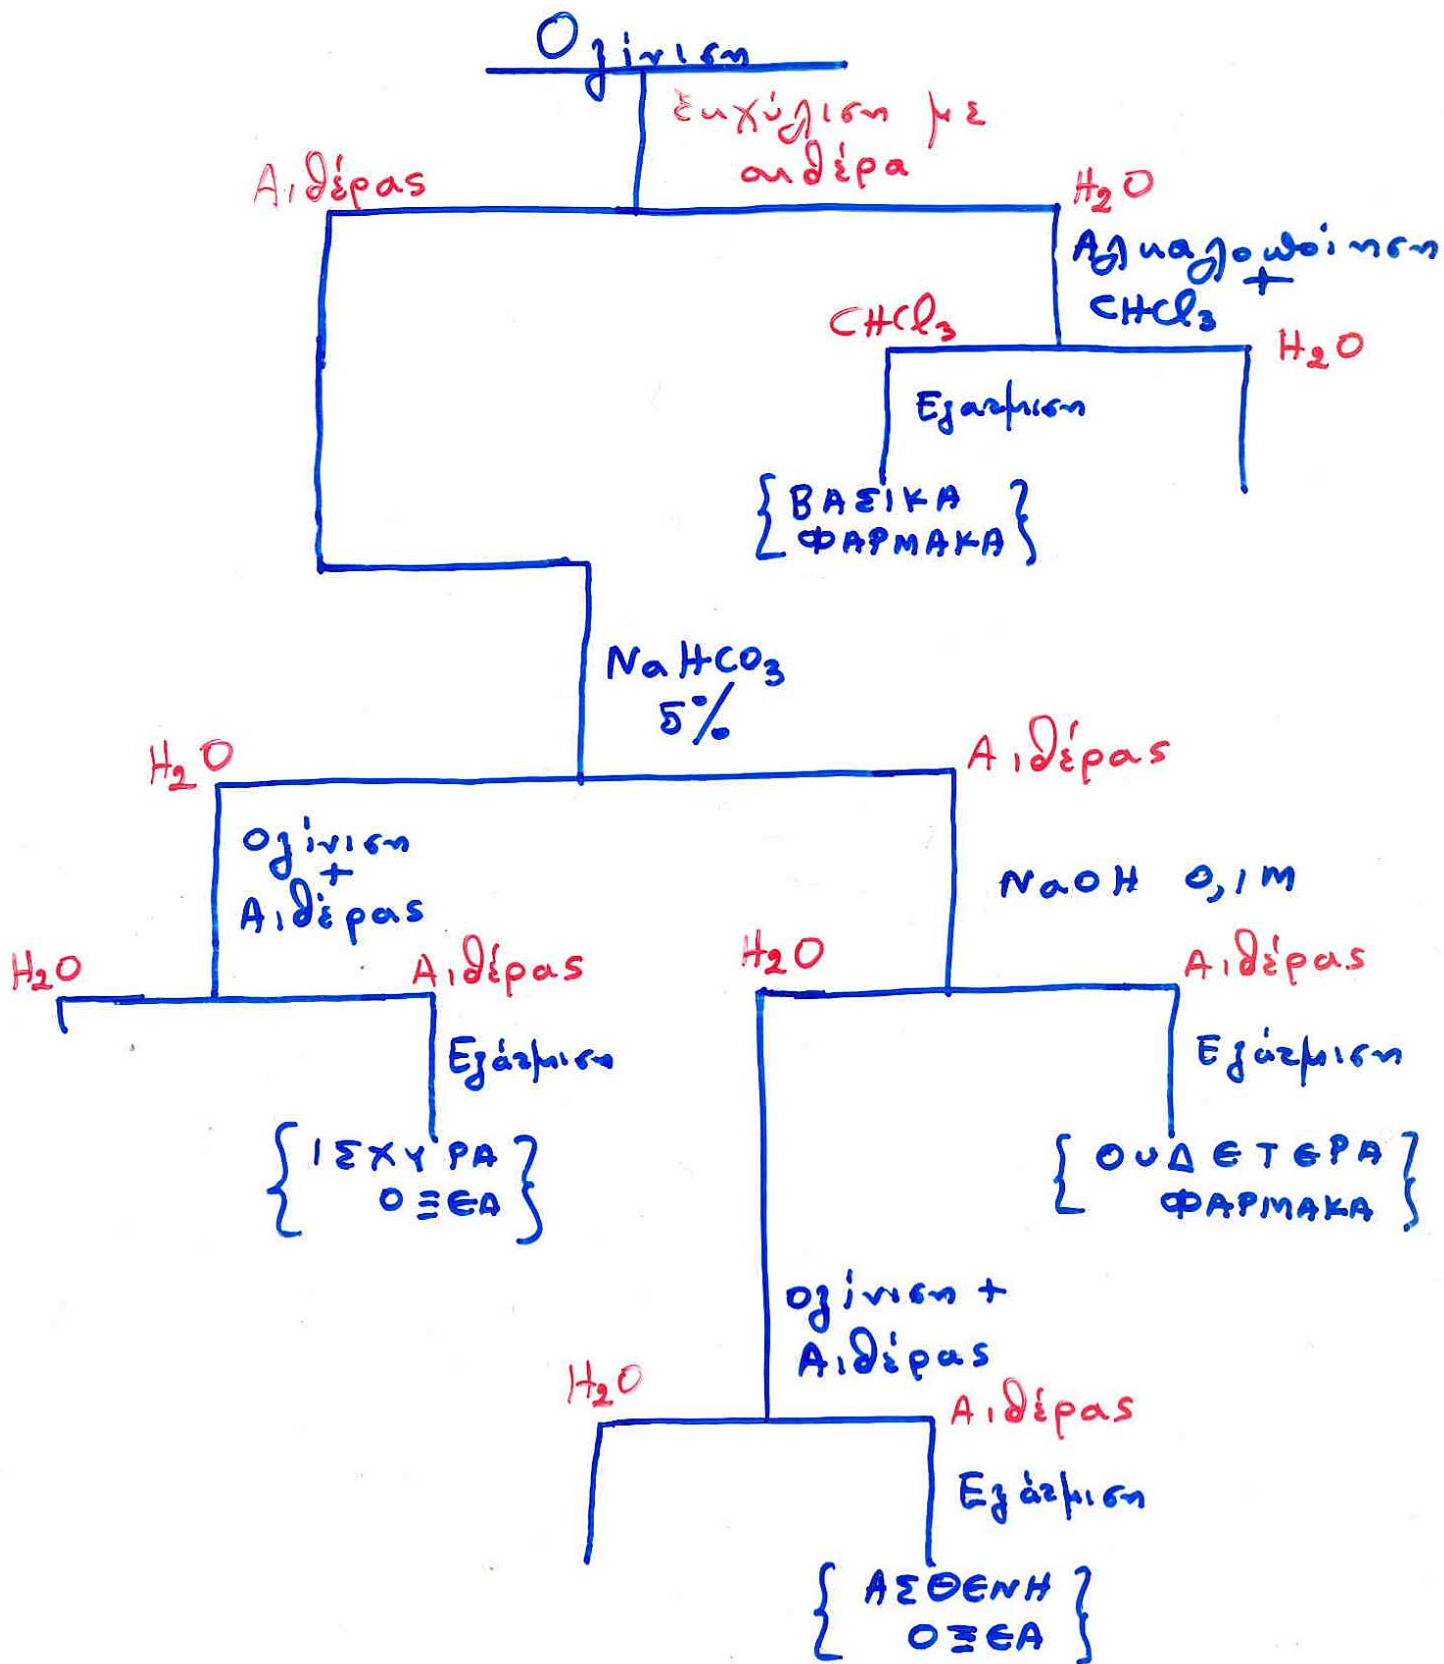 Οξίνιση
Εκχύλιση με
αιθέρα
Αιθέρας
H₂O
Αλκαλοποίηση
+
CHCl₃
CHCl₃
H₂O
Εξατμιση
{ΒΑΣΙΚΑ
ΦΑΡΜΑΚΑ}
NaHCO₃
5%
H₂O
Αιθέρας
Οξίνιση
+
Αιθέρας
NaOH 0,1M
H₂O
Αιθέρας
H₂O
Αιθέρας
Εξάτμιση
Εξάτμιση
{ΙΣΧΥΡΑ
ΟΞΕΑ}
{ΟΥΔΕΤΕΡΑ
ΦΑΡΜΑΚΑ}
Οξίνιση +
Αιθέρας
H₂O
Αιθέρας
Εξάτμιση
{ΑΣΘΕΝΗ
ΟΞΕΑ}